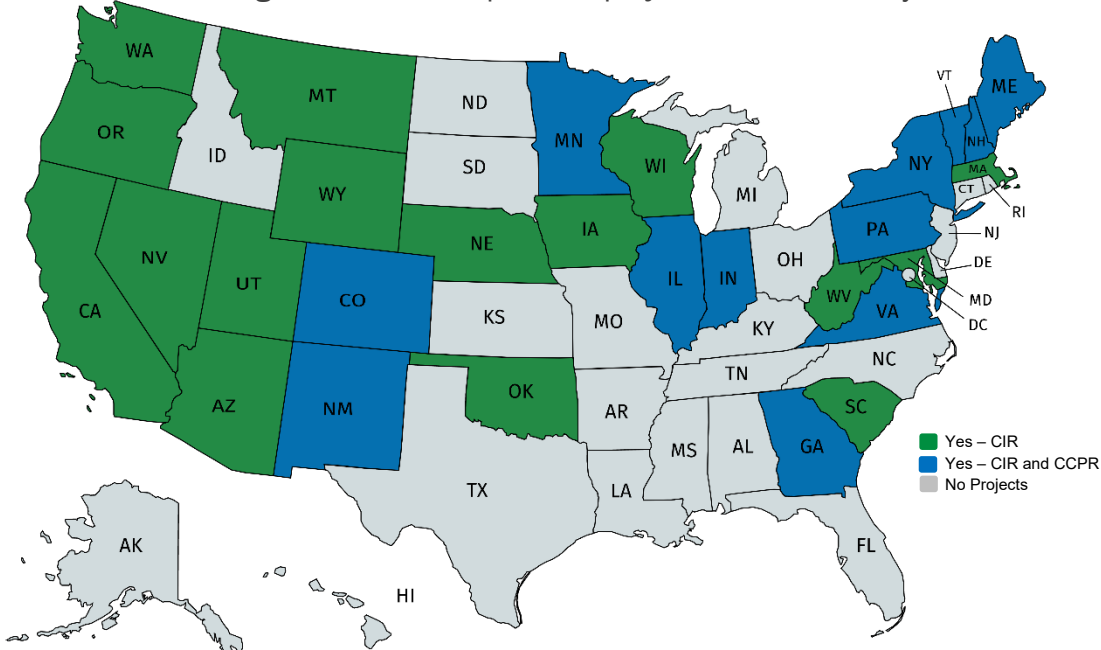 WA
MT
ND
MN
ME
VT
OR
ID
SD
WI
NH
NY
MA
CT
RI
WY
MI
NJ
PA
IA
NE
NV
UT
OH
DE
IL
IN
CO
WV
MD
VA
DC
CA
KS
MO
KY
NC
TN
OK
AZ
NM
AR
SC
MS
AL
GA
TX
LA
FL
AK
HI
Yes – CIR
Yes – CIR and CCPR
No Projects